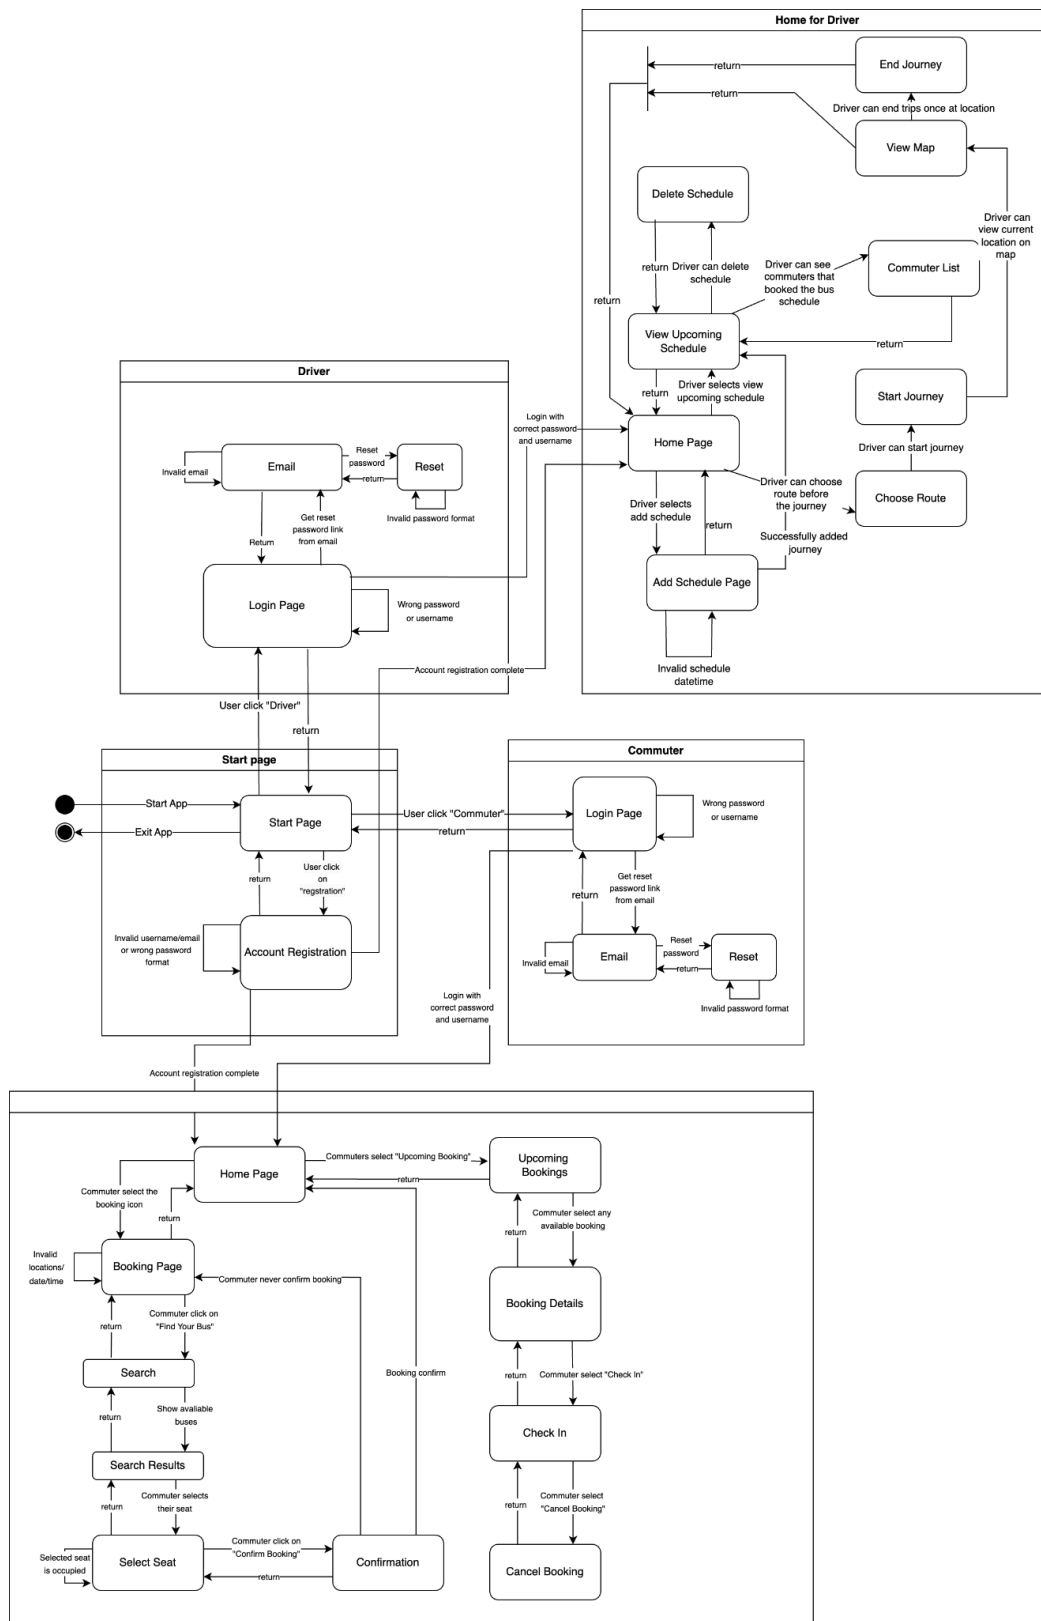 Home for Driver
End Journey
return
return
Driver can end trips once at location
View Map
Delete Schedule
Driver can
view current
location on
map
return
Driver can delete
schedule
Driver can see
commuters that
booked the bus
schedule
Commuter List
return
View Upcoming
Schedule
return
return
Driver selects view
upcoming schedule
Start Journey
Driver
Login with
correct password
and username
Home Page
Driver can start journey
Email
Reset
password
return
Reset
Invalid email
Invalid password format
Get reset
password link
from email
Return
Driver selects
add schedule
return
Driver can choose
route before
the journey
Choose Route
Successfully added
journey
Login Page
Wrong password
or username
Add Schedule Page
Invalid schedule
datetime
Account registration complete
User click "Driver"
return
Start page
Commuter
Start App
Exit App
Start Page
User click "Commuter"
return
Login Page
Wrong password
or username
return
User click
on
"regstration"
return
Get reset
password link
from email
Invalid username/email
or wrong password
format
Account Registration
Invalid email
Email
Reset
password
return
Reset
Invalid password format
Login with
correct password
and username
Account registration complete
Home Page
Commuters select "Upcoming Booking"
return
Upcoming
Bookings
Commuter select the
booking icon
return
return
Commuter select any
available booking
Invalid
locations/
date/time
Booking Page
Commuter never confirm booking
Booking Details
return
Commuter click on
"Find Your Bus"
Search
Booking confirm
return
Commuter select "Check In"
return
Show avaliable
buses
Check In
Search Results
return
Commuter selects
their seat
return
Commuter select
"Cancel Booking"
Selected seat
is occupied
Select Seat
Commuter click on
"Confirm Booking"
return
Confirmation
Cancel Booking